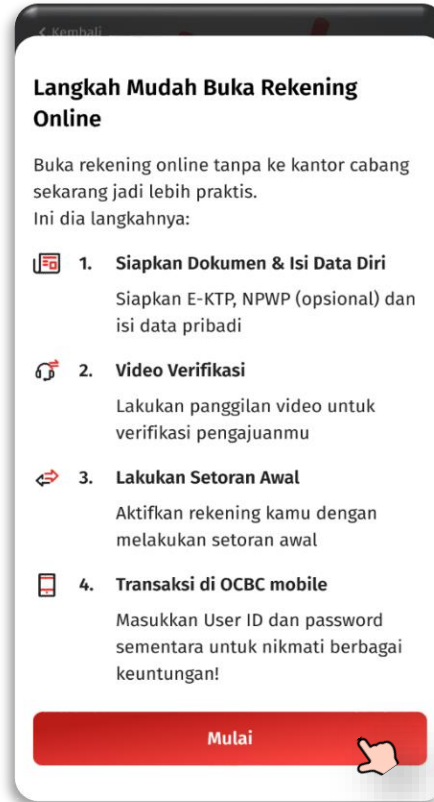 < Kembali
Langkah Mudah Buka Rekening
Online
Buka rekening online tanpa ke kantor cabang
sekarang jadi lebih praktis.
Ini dia langkahnya:
1. Siapkan Dokumen & Isi Data Diri
Siapkan E-KTP, NPWP (opsional) dan
isi data pribadi
2. Video Verifikasi
Lakukan panggilan video untuk
verifikasi pengajuanmu
3. Lakukan Setoran Awal
Aktifkan rekening kamu dengan
melakukan setoran awal
4. Transaksi di OCBC mobile
Masukkan User ID dan password
sementara untuk nikmati berbagai
keuntungan!
Mulai